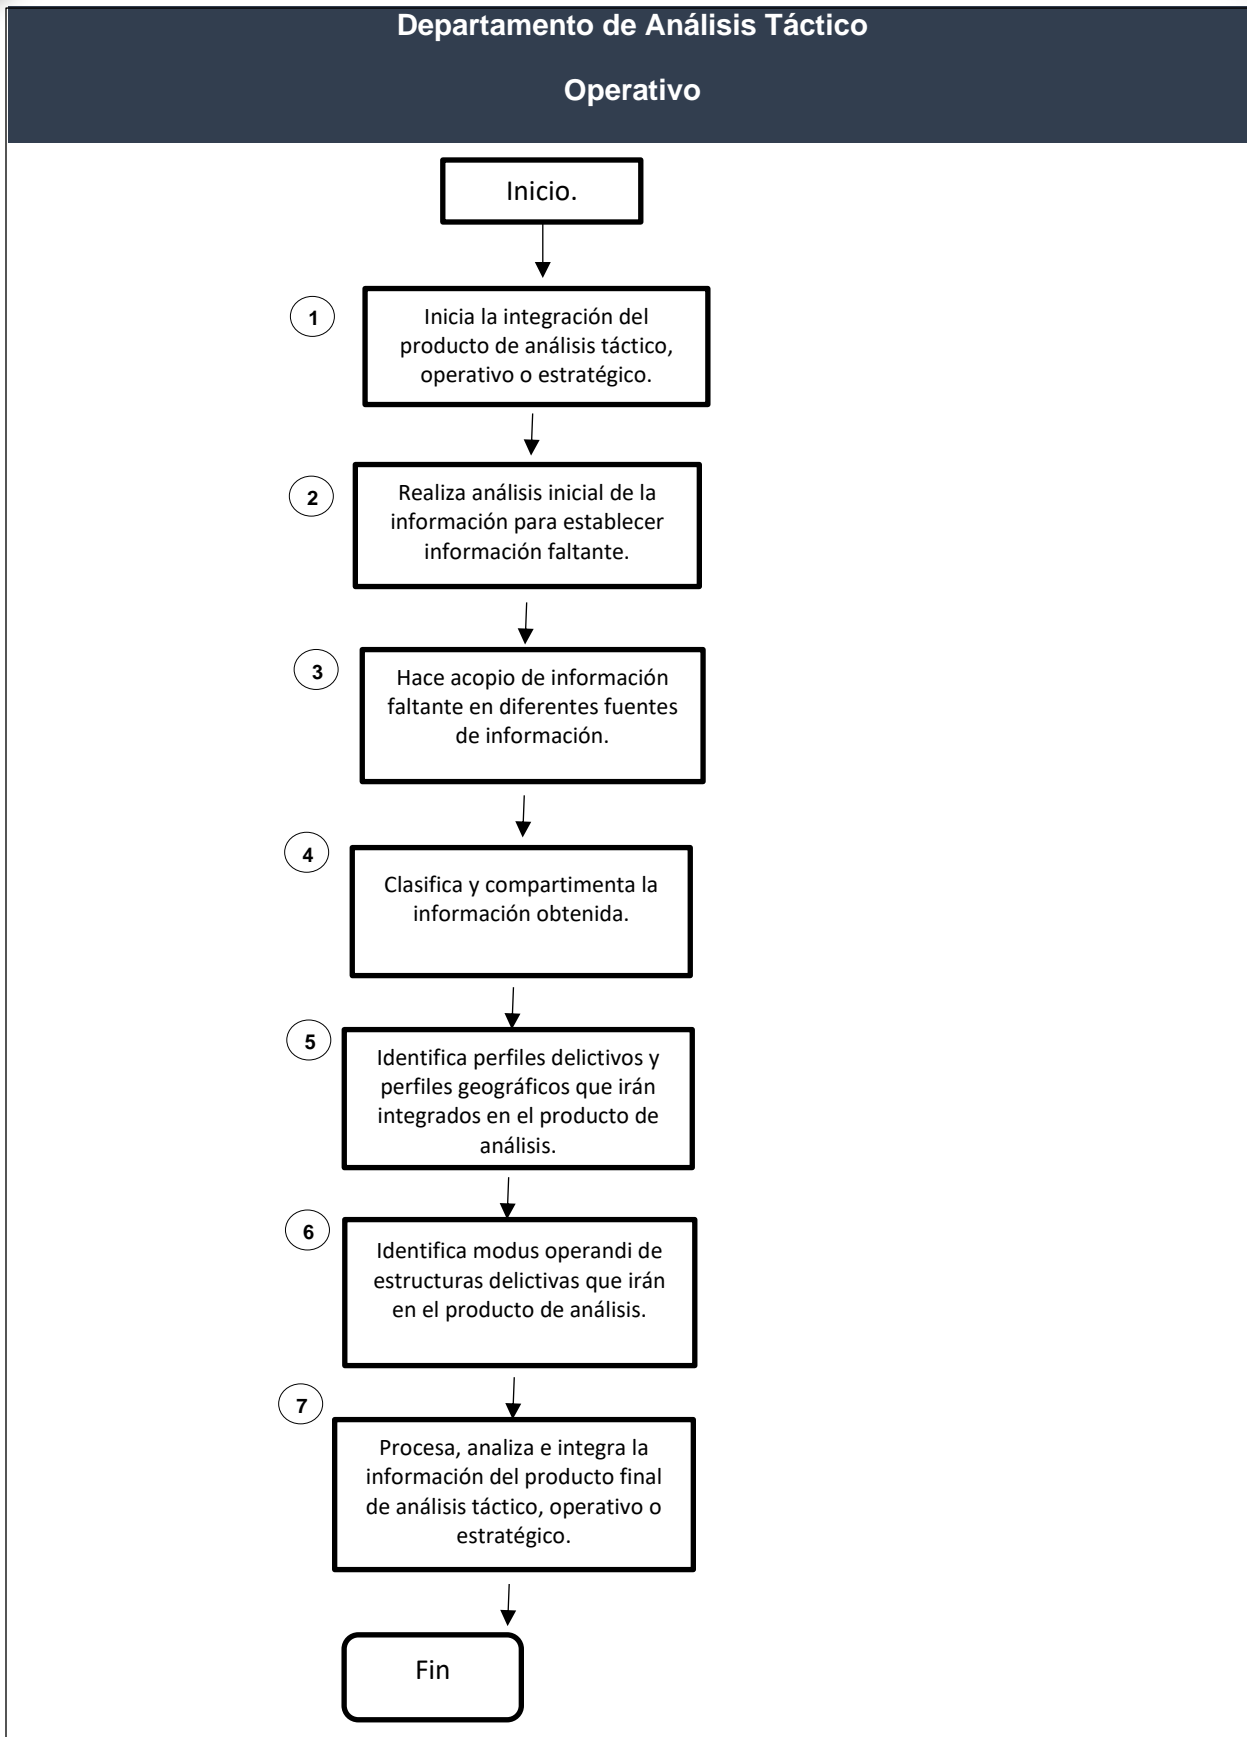 Departamento de Análisis Táctico
Operativo
Inicio.
1
Inicia la integración del
producto de análisis táctico,
operativo o estratégico.
2
Realiza análisis inicial de la
información para establecer
información faltante.
3
Hace acopio de información
faltante en diferentes fuentes
de información.
4
Clasifica y compartimenta la
información obtenida.
5
Identifica perfiles delictivos y
perfiles geográficos que irán
integrados en el producto de
análisis.
6
Identifica modus operandi de
estructuras delictivas que irán
en el producto de análisis.
7
Procesa, analiza e integra la
información del producto final
de análisis táctico, operativo o
estratégico.
Fin